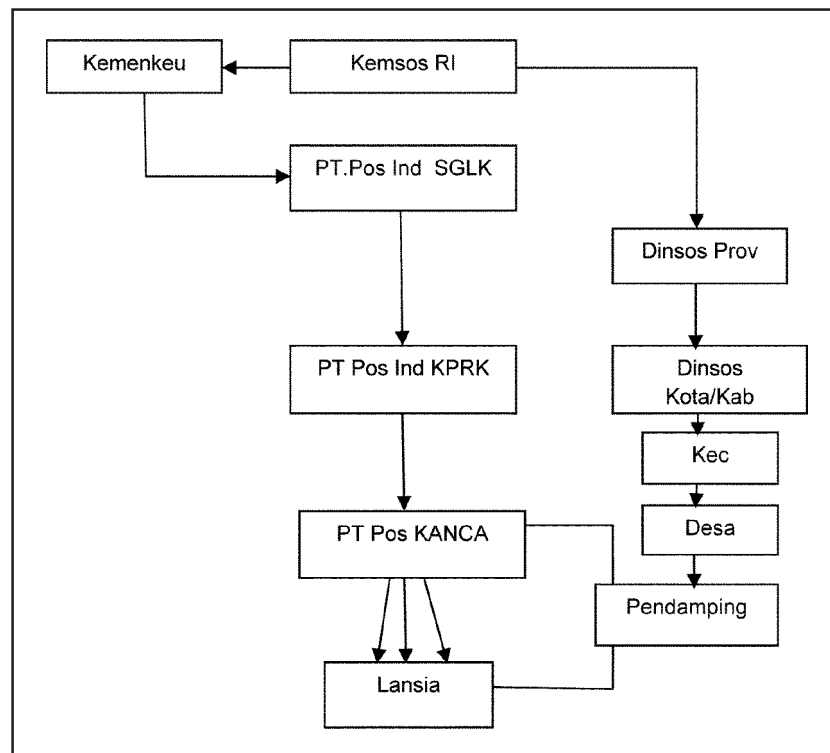 Kemenkeu
Kemsos RI
PT.Pos Ind SGLK
Dinsos Prov
PT Pos Ind KPRK
Dinsos
Kota/Kab
Kec
PT Pos KANCA
Desa
Pendamping
Lansia